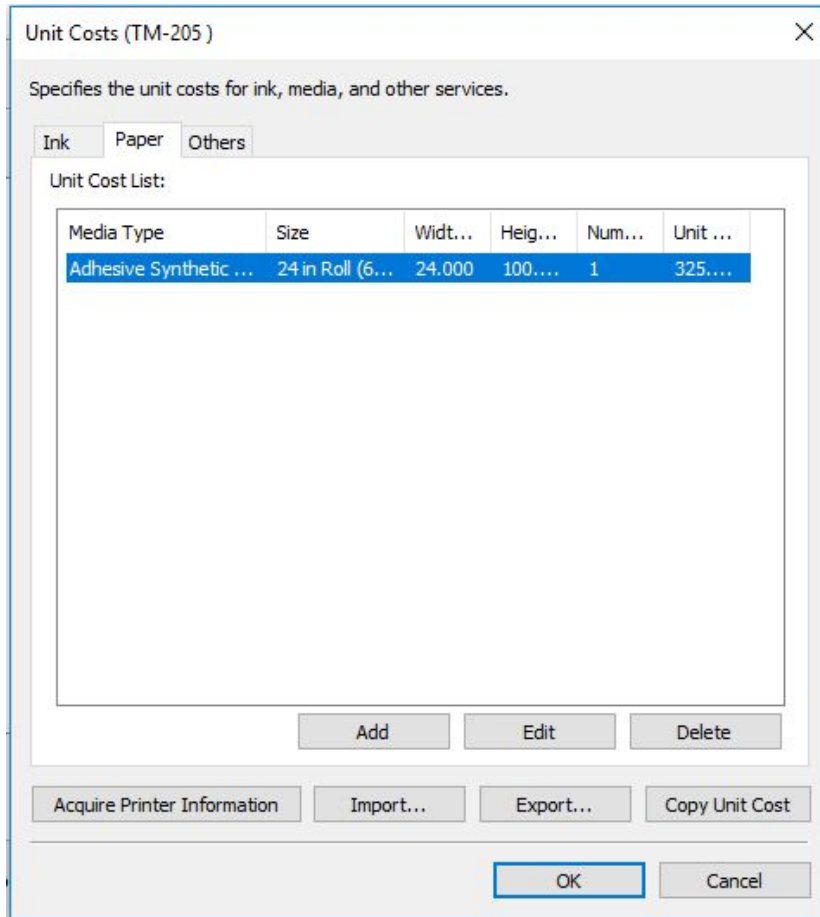 Unit Costs (TM-205 )
Specifies the unit costs for ink, media, and other services.
Ink Paper Others
Unit Cost List:
Media Type Size Widt... Heig... Num... Unit ...
Adhesive Synthetic ... 24 in Roll (6... 24.000 100.... 1 325....
Add Edit Delete
Acquire Printer Information Import... Export... Copy Unit Cost
OK Cancel